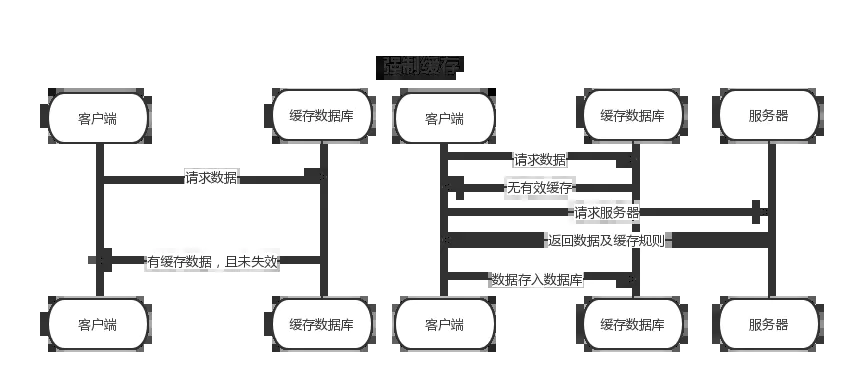 强制缓存
客户端
缓存数据库
客户端
缓存数据库
服务器
请求数据
请求数据
无有效缓存
请求服务器
返回数据及缓存规则
有缓存数据，且未失效
数据存入数据库
客户端
缓存数据库
客户端
缓存数据库
服务器